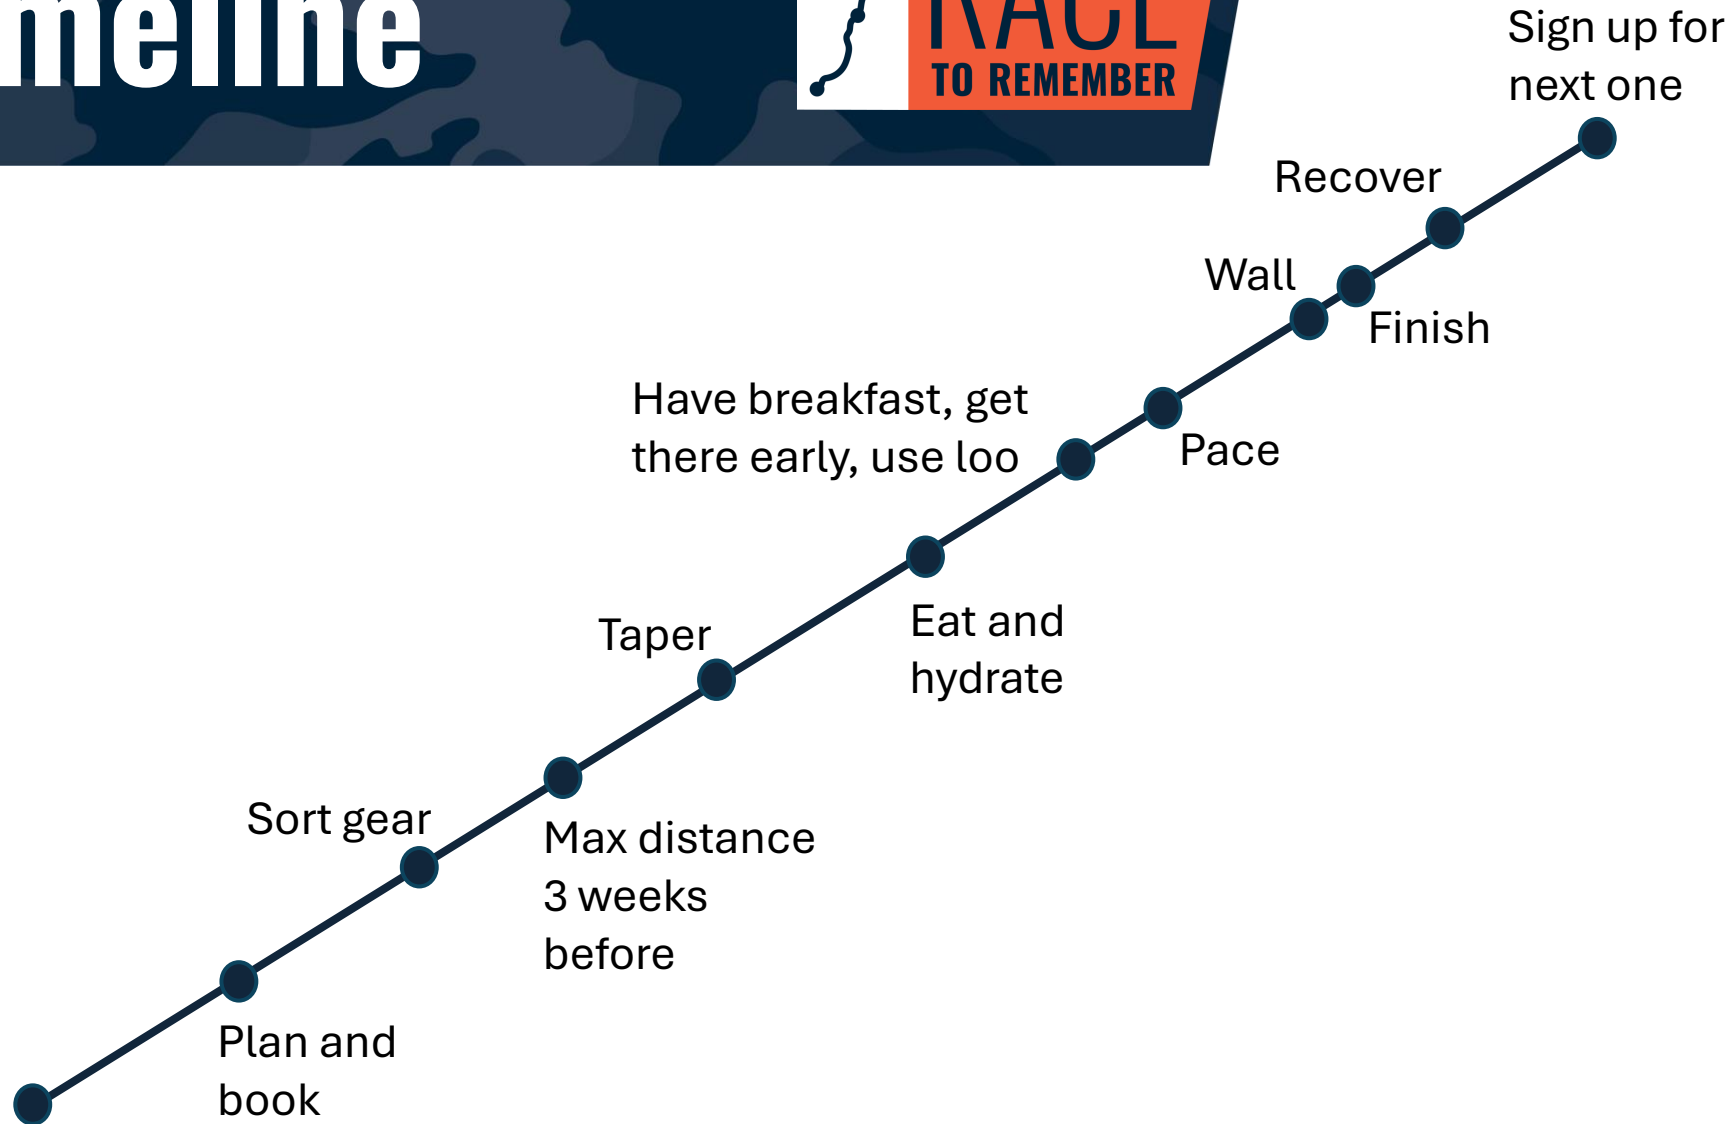 RACE
TO REMEMBER
Sign up for
next one
Recover
Wall
Finish
Have breakfast, get
there early, use loo
Pace
Eat and
hydrate
Taper
Sort gear
Max distance
3 weeks
before
Plan and
book